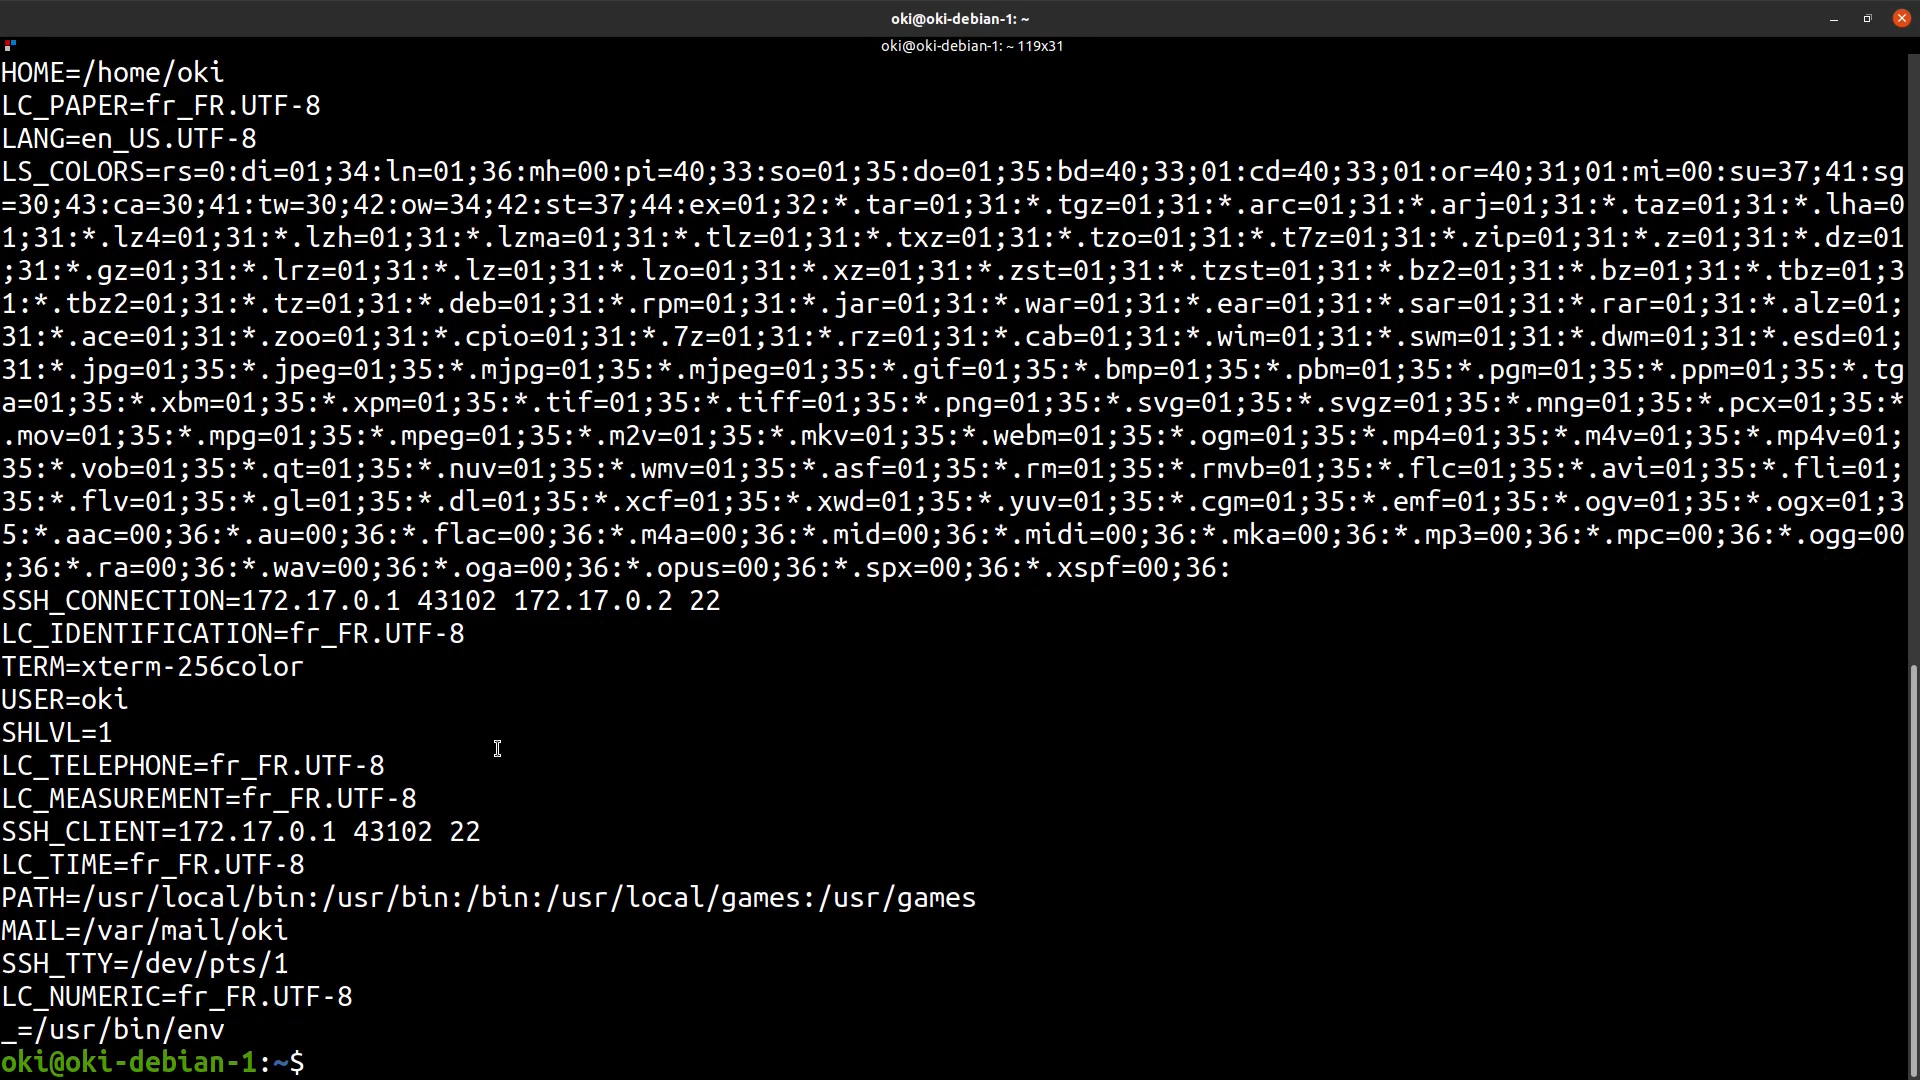 oki@oki-debian-1: ~
oki@oki-debian-1: ~ 119x31
HOME=/home/oki
LC_PAPER=fr_FR.UTF-8
LANG=en_US.UTF-8
LS_COLORS=rs=0:di=01;34:ln=01;36:mh=00:pi=40;33:so=01;35:do=01;35:bd=40;33;01:cd=40;33;01:or=40;31;01:mi=00:su=37;41:sg
=30;43:ca=30;41:tw=30;42:ow=34;42:st=37;44:ex=01;32:*.tar=01;31:*.tgz=01;31:*.arc=01;31:*.arj=01;31:*.taz=01;31:*.lha=0
1;31:*.lz4=01;31:*.lzh=01;31:*.lzma=01;31:*.tlz=01;31:*.txz=01;31:*.tzo=01;31:*.t7z=01;31:*.zip=01;31:*.z=01;31:*.dz=01
;31:*.gz=01;31:*.lrz=01;31:*.lz=01;31:*.lzo=01;31:*.xz=01;31:*.zst=01;31:*.tzst=01;31:*.bz2=01;31:*.bz=01;31:*.tbz=01;3
1:*.tbz2=01;31:*.tz=01;31:*.deb=01;31:*.rpm=01;31:*.jar=01;31:*.war=01;31:*.ear=01;31:*.sar=01;31:*.rar=01;31:*.alz=01;
31:*.ace=01;31:*.zoo=01;31:*.cpio=01;31:*.7z=01;31:*.rz=01;31:*.cab=01;31:*.wim=01;31:*.swm=01;31:*.dwm=01;31:*.esd=01;
31:*.jpg=01;35:*.jpeg=01;35:*.mjpg=01;35:*.mjpeg=01;35:*.gif=01;35:*.bmp=01;35:*.pbm=01;35:*.pgm=01;35:*.ppm=01;35:*.tg
a=01;35:*.xbm=01;35:*.xpm=01;35:*.tif=01;35:*.tiff=01;35:*.png=01;35:*.svg=01;35:*.svgz=01;35:*.mng=01;35:*.pcx=01;35:*
.mov=01;35:*.mpg=01;35:*.mpeg=01;35:*.m2v=01;35:*.mkv=01;35:*.webm=01;35:*.ogm=01;35:*.mp4=01;35:*.m4v=01;35:*.mp4v=01;
35:*.vob=01;35:*.qt=01;35:*.nuv=01;35:*.wmv=01;35:*.asf=01;35:*.rm=01;35:*.rmvb=01;35:*.flc=01;35:*.avi=01;35:*.fli=01;
35:*.flv=01;35:*.gl=01;35:*.dl=01;35:*.xcf=01;35:*.xwd=01;35:*.yuv=01;35:*.cgm=01;35:*.emf=01;35:*.ogv=01;35:*.ogx=01;3
5:*.aac=00;36:*.au=00;36:*.flac=00;36:*.m4a=00;36:*.mid=00;36:*.midi=00;36:*.mka=00;36:*.mp3=00;36:*.mpc=00;36:*.ogg=00
;36:*.ra=00;36:*.wav=00;36:*.oga=00;36:*.opus=00;36:*.spx=00;36:*.xspf=00;36:
SSH_CONNECTION=172.17.0.1 43102 172.17.0.2 22
LC_IDENTIFICATION=fr_FR.UTF-8
TERM=xterm-256color
USER=oki
SHLVL=1
LC_TELEPHONE=fr_FR.UTF-8
LC_MEASUREMENT=fr_FR.UTF-8
SSH_CLIENT=172.17.0.1 43102 22
LC_TIME=fr_FR.UTF-8
PATH=/usr/local/bin:/usr/bin:/bin:/usr/local/games:/usr/games
MAIL=/var/mail/oki
SSH_TTY=/dev/pts/1
LC_NUMERIC=fr_FR.UTF-8
_=/usr/bin/env
oki@oki-debian-1:~$